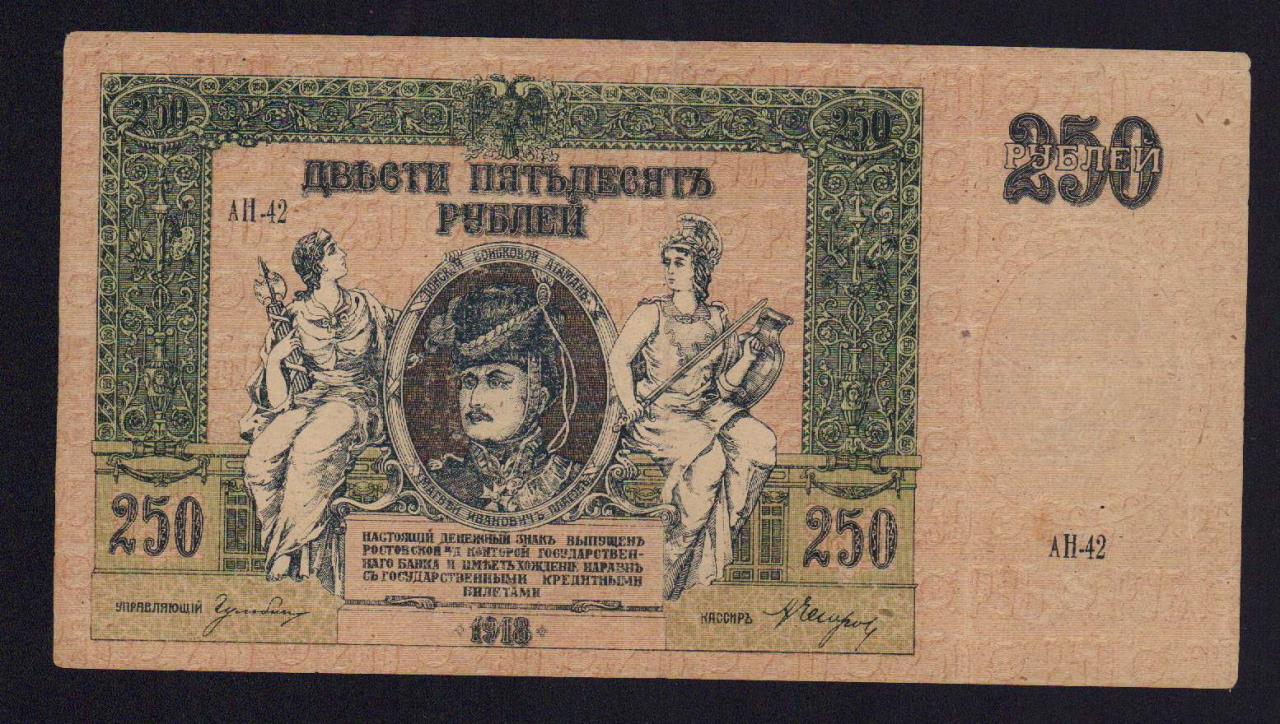 250
250
250
РУБЛЕЙ
ДВѢСТИ ПЯТЬДЕСЯТЪ
РУБЛЕЙ
АН-42
ДОНСКОЙ ВОЙСКОВОЙ АТАМАНЪ
МАТВѢЙ ИВАНОВИЧЪ ПЛАТОВЪ
250
250
НАСТОЯЩІЙ ДЕНЕЖНЫЙ ЗНАКЪ ВЫПУЩЕНЪ
РОСТОВСКОЙ Н/Д КОНТОРОЙ ГОСУДАРСТВЕН-
НАГО БАНКА И ИМѢЕТЪ ХОЖДЕНІЕ НАРАВНѢ
СЪ ГОСУДАРСТВЕННЫМИ КРЕДИТНЫМИ
БИЛЕТАМИ
АН-42
УПРАВЛЯЮЩІЙ
КАССИРЪ
1918